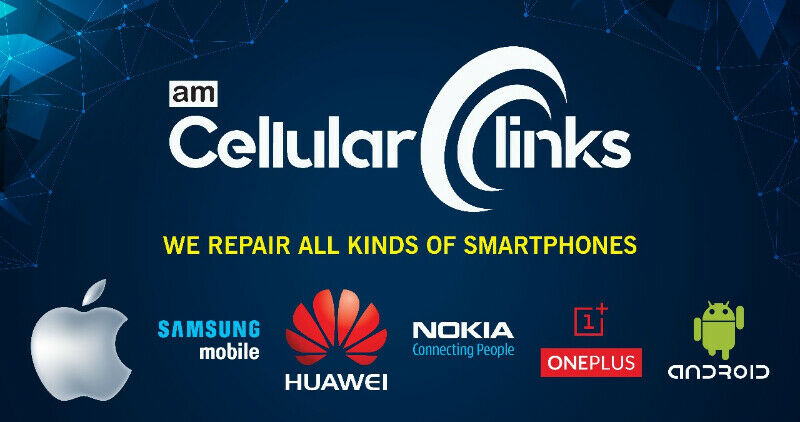 am
Cellular links
WE REPAIR ALL KINDS OF SMARTPHONES
SAMSUNG
mobile
HUAWEI
NOKIA
Connecting People
1+
ONEPLUS
ANDROID